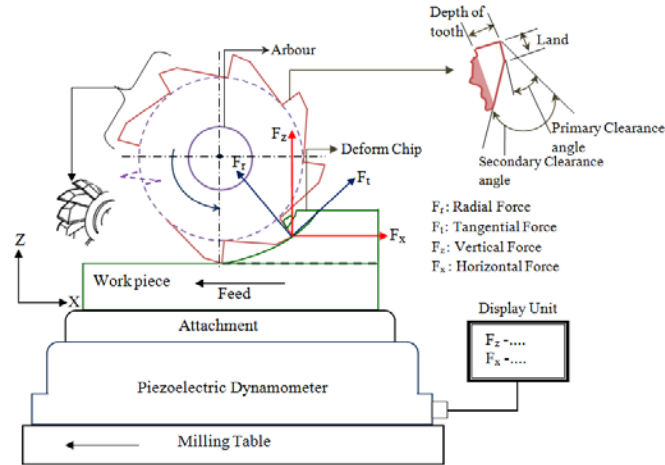 Depth of
tooth
Land
Arbour
Primary Clearance
angle
Secondary Clearance
angle
Fz
Deform Chip
Fr
Ft
Fr: Radial Force
Ft: Tangential Force
Fz: Vertical Force
Fx: Horizontal Force
Fx
Z
X
Work piece
Feed
Display Unit
Fz -....
Fx -....
Attachment
Piezoelectric Dynamometer
Milling Table